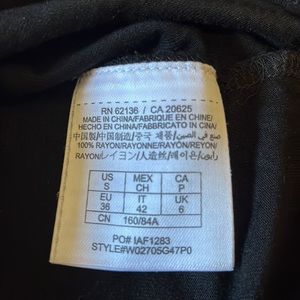 RN 62136 / CA 20625
MADE IN CHINA/FABRIQUE EN CHINE/
HECHO EN CHINA/FABBRICATO IN CINA/
中国製/中国制造/중국 제품/صنع في الصين
100% RAYON/RAYONNE/RAYON/REYON/
RAYON/レイヨン/人造丝/레이온/رايون
US MEX CA
S CH P
EU IT UK
36 42 6
CN 160/84A
PO# IAF1283
STYLE#W02705G47P0